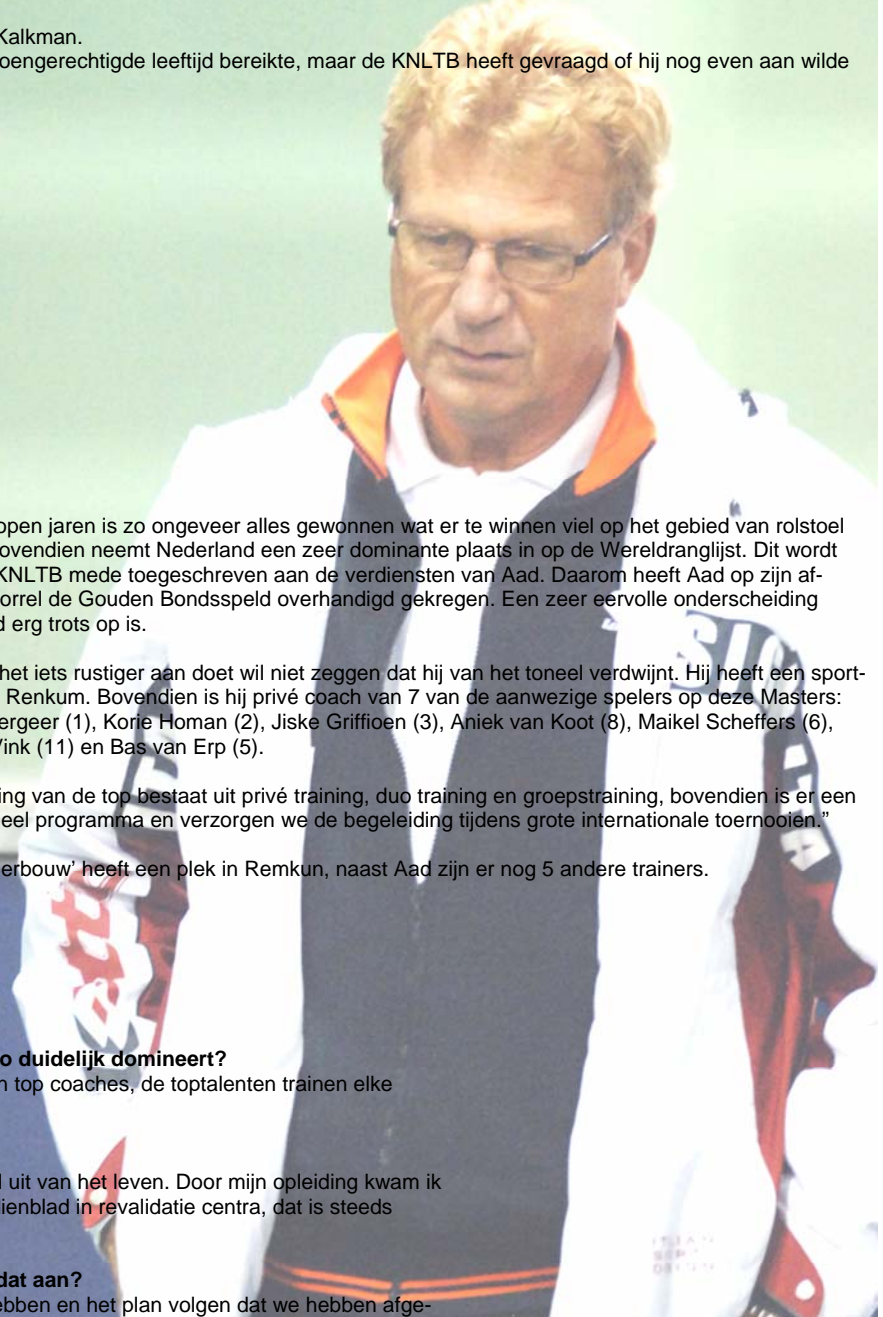 Kalkman.
oengerechtigde leeftijd bereikte, maar de KNLTB heeft gevraagd of hij nog even aan wilde
open jaren is zo ongeveer alles gewonnen wat er te winnen viel op het gebied van rolstoel
ovendien neemt Nederland een zeer dominante plaats in op de Wereldranglijst. Dit wordt
KNLTB mede toegeschreven aan de verdiensten van Aad. Daarom heeft Aad op zijn af-
orrel de Gouden Bondsspeld overhandigd gekregen. Een zeer eervolle onderscheiding
d erg trots op is.
het iets rustiger aan doet wil niet zeggen dat hij van het toneel verdwijnt. Hij heeft een sport-
Renkum. Bovendien is hij privé coach van 7 van de aanwezige spelers op deze Masters:
ergeer (1), Korie Homan (2), Jiske Griffioen (3), Aniek van Koot (8), Maikel Scheffers (6),
Vink (11) en Bas van Erp (5).
ing van de top bestaat uit privé training, duo training en groepstraining, bovendien is er een
eel programma en verzorgen we de begeleiding tijdens grote internationale toernooien.”
erbouw’ heeft een plek in Remkun, naast Aad zijn er nog 5 andere trainers.
o duidelijk domineert?
n top coaches, de toptalenten trainen elke
l uit van het leven. Door mijn opleiding kwam ik
ienblad in revalidatie centra, dat is steeds
dat aan?
ebben en het plan volgen dat we hebben afge-
lotto